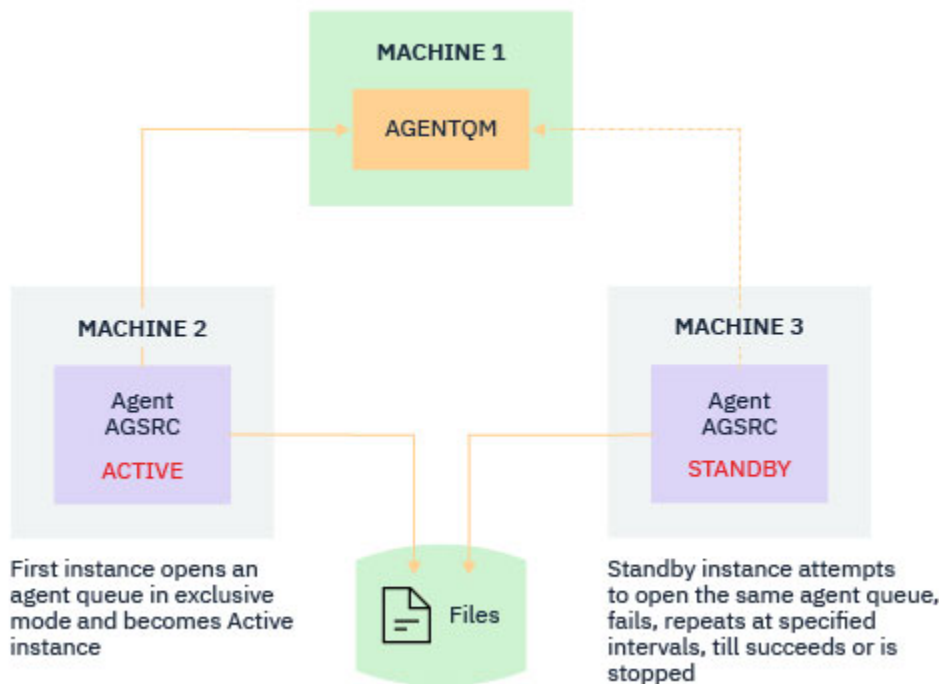 MACHINE 1
AGENTQM
MACHINE 2
Agent
AGSRC
ACTIVE
MACHINE 3
Agent
AGSRC
STANDBY
First instance opens an
agent queue in exclusive
mode and becomes Active
instance
Files
Standby instance attempts
to open the same agent queue,
fails, repeats at specified
intervals, till succeeds or is
stopped